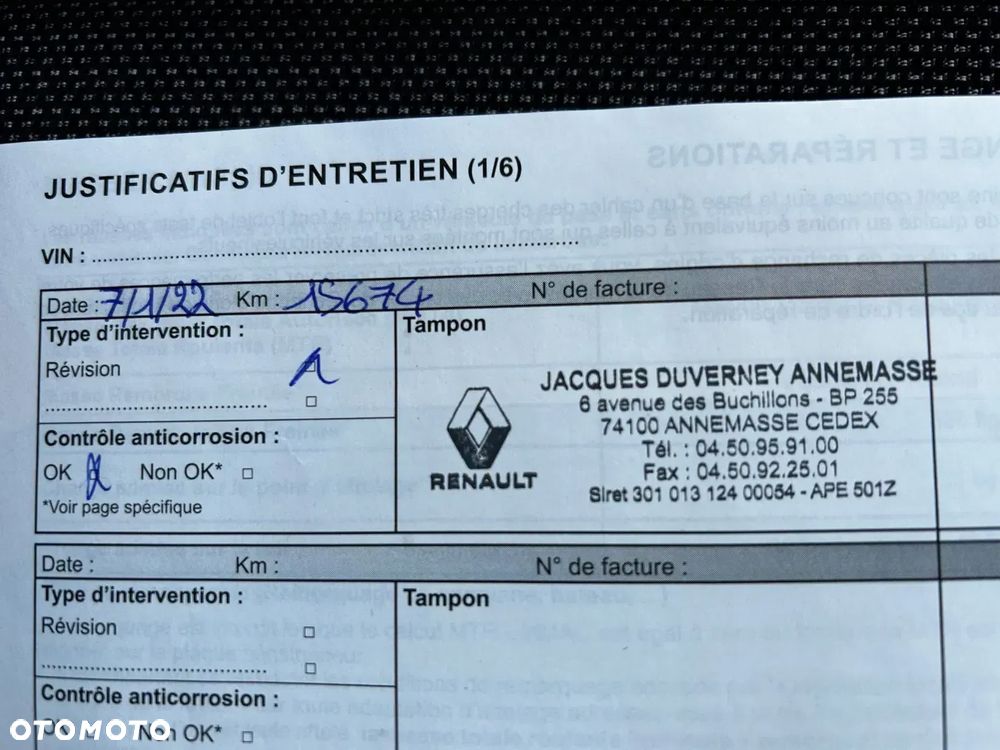 JUSTIFICATIFS D'ENTRETIEN (1/6)
VIN :
Date : 7/1/22 Km : 15674 N° de facture :
Type d'intervention : Tampon
Révision
JACQUES DUVERNEY ANNEMASSE
6 avenue des Buchillons - BP 255
74100 ANNEMASSE CEDEX
Tél. : 04.50.95.91.00
Fax : 04.50.92.25.01
Siret 301 013 124 00054 - APE 501Z
RENAULT
Contrôle anticorrosion :
OK Non OK*
*Voir page spécifique
Date : Km : N° de facture :
Type d'intervention : Tampon
Révision
Contrôle anticorrosion :
OK Non OK*
OTOMOTO